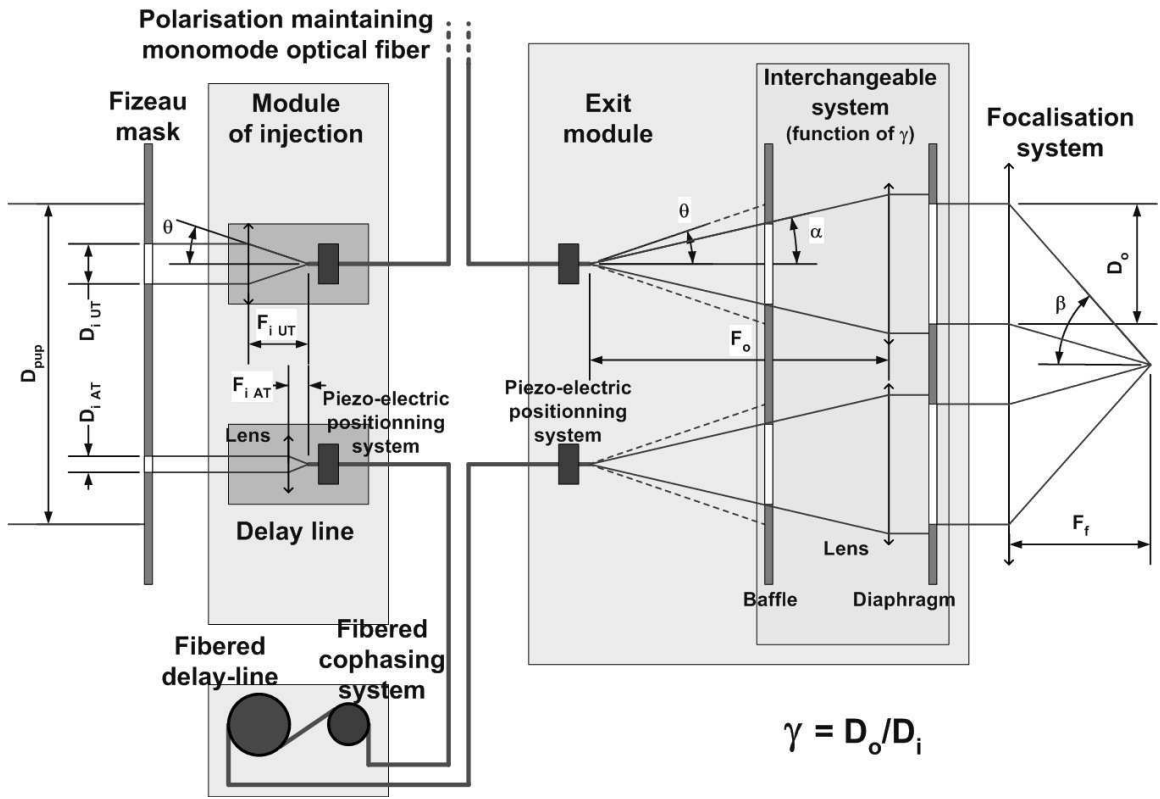 Polarisation maintaining
monomode optical fiber
Fizeau
mask
Module
of injection
Exit
module
Interchangeable
system
(function of γ)
Focalisation
system
θ
θ
α
β
D_o
D_pup
D_i UT
D_i AT
F_i UT
F_i AT
F_o
Piezo-electric
positionning
system
Lens
Piezo-electric
positionning
system
Delay line
Lens
F_f
Baffle
Diaphragm
Fibered
delay-line
Fibered
cophasing
system
γ = D_o/D_i